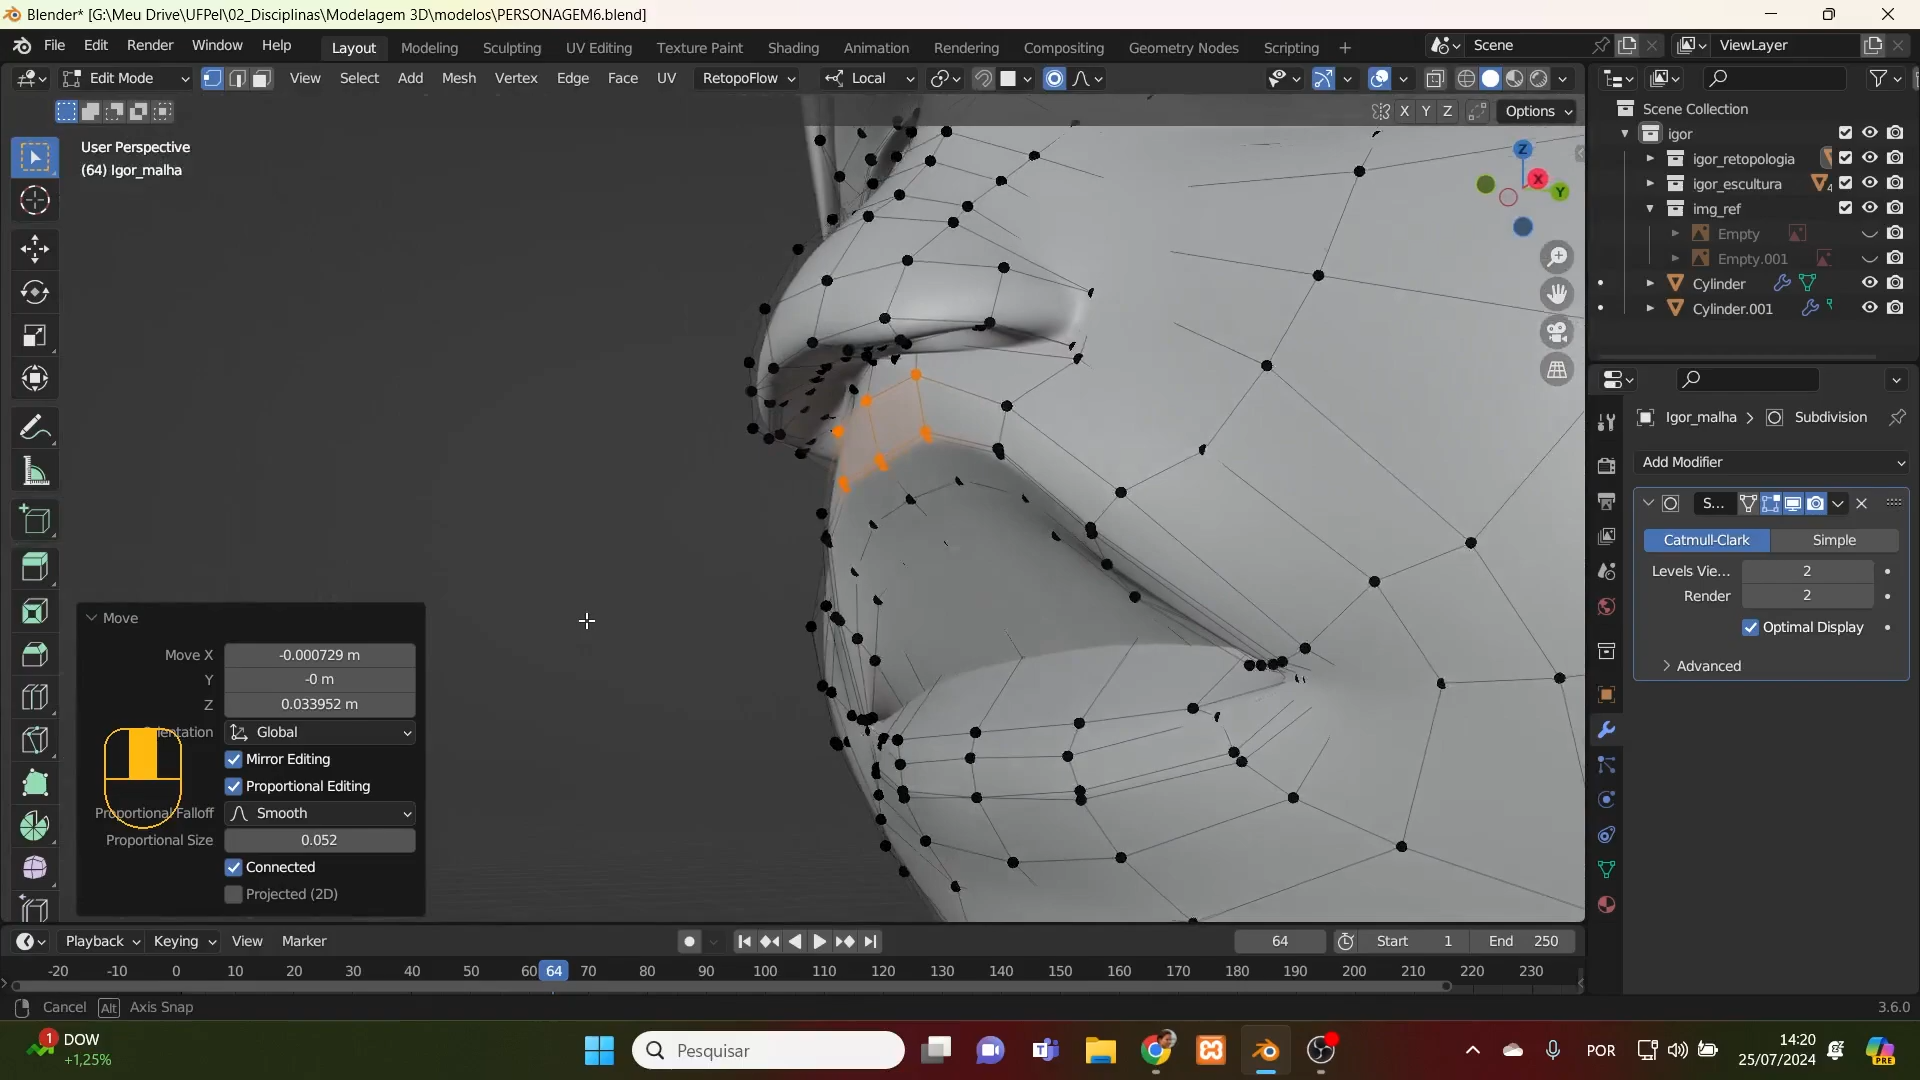 Blender* [G:\Meu Drive\UFPel\02_Disciplinas\Modelagem 3D\modelos\PERSONAGEM6.blend]
File Edit Render Window Help Layout Modeling Sculpting UV Editing Texture Paint Shading Animation Rendering Compositing Geometry Nodes Scripting + Scene ViewLayer
Edit Mode View Select Add Mesh Vertex Edge Face UV RetopoFlow Local
X Y Z Options
User Perspective
(64) Igor_malha
Z
X
Y
Scene Collection
igor
igor_retopologia
igor_escultura 4
img_ref
Empty
Empty.001
Cylinder
Cylinder.001
Igor_malha > Subdivision
Add Modifier
S...
Catmull-Clark Simple
Levels Vie... 2
Render 2
Optimal Display
Advanced
Move
Move X -0.000729 m
Y -0 m
Z 0.033952 m
ientation Global
Mirror Editing
Proportional Editing
Proportional Falloff Smooth
Proportional Size 0.052
Connected
Projected (2D)
Playback Keying View Marker 64 Start 1 End 250
-20 -10 0 10 20 30 40 50 60 64 70 80 90 100 110 120 130 140 150 160 170 180 190 200 210 220 230
Cancel Alt Axis Snap 3.6.0
1 DOW
+1,25%
Pesquisar
POR
14:20
25/07/2024
PRE